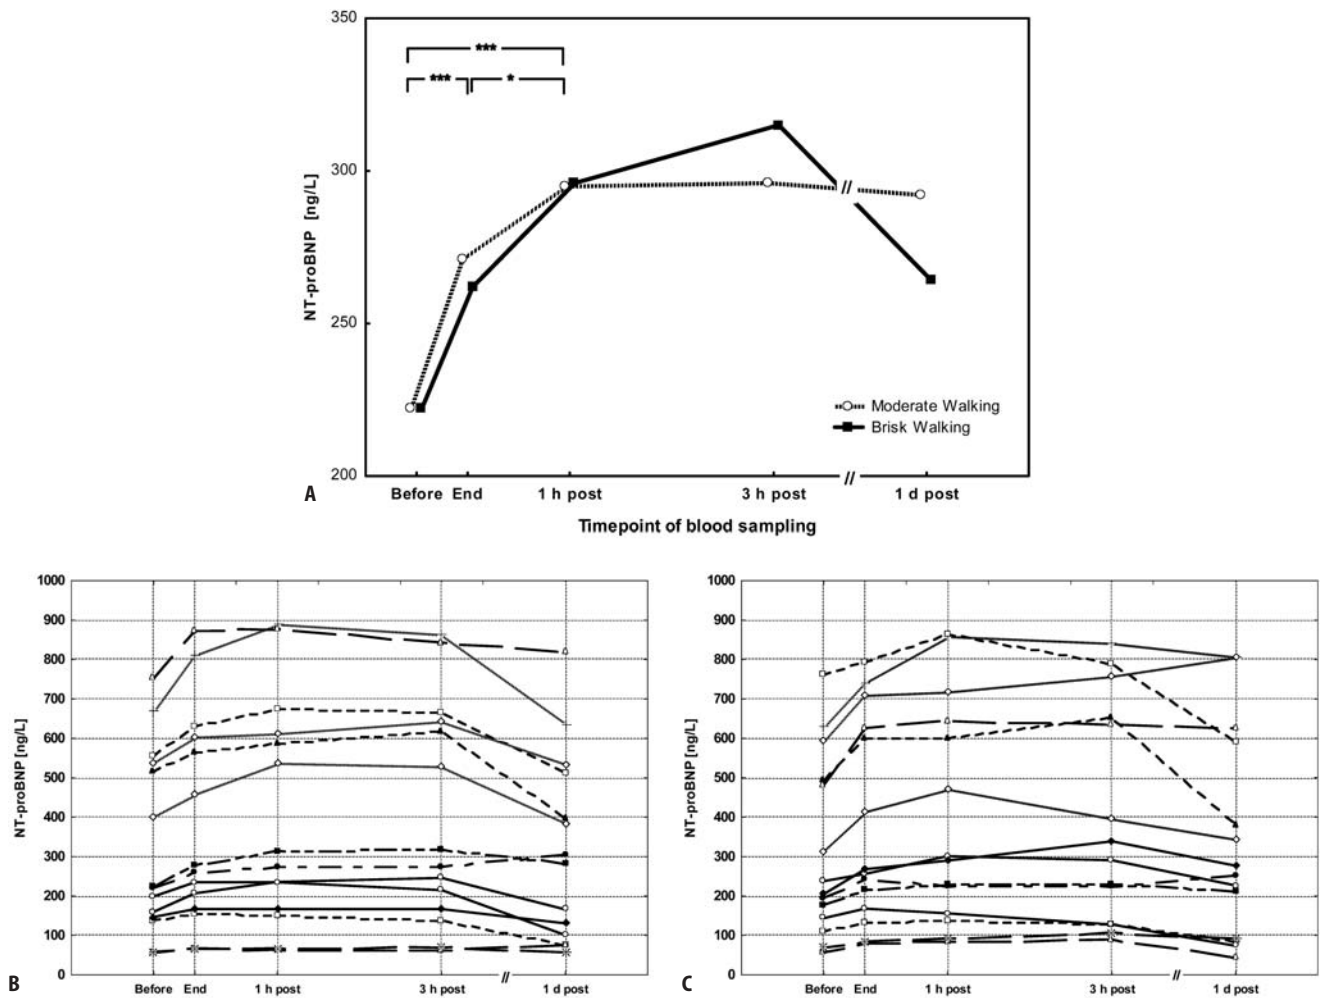 350
***
***
*
300
250
200
NT-proBNP [ng/L]
Moderate Walking
Brisk Walking
//
//
Before End 1 h post 3 h post 1 d post
A
Timepoint of blood sampling
1000
900
800
700
600
500
400
300
200
100
0
NT-proBNP [ng/L]
//
Before End 1 h post 3 h post 1 d post
B
1000
900
800
700
600
500
400
300
200
100
0
NT-proBNP [ng/L]
//
Before End 1 h post 3 h post 1 d post
C